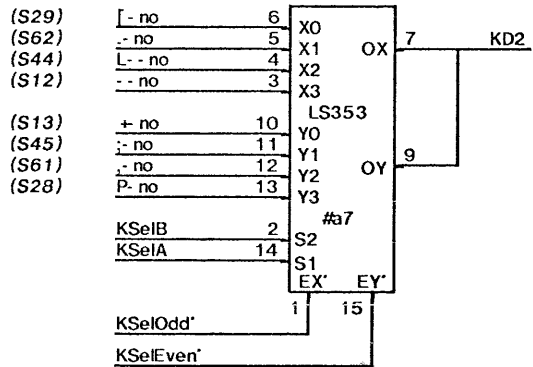 (S29) [- no 6 X0 OX 7 KD2
(S62) .- no 5 X1
(S44) L-- no 4 X2
(S12) -- no 3 X3
LS353
(S13) +- no 10 Y0
(S45) ;- no 11 Y1 OY 9
(S61) ,- no 12 Y2
(S28) P- no 13 Y3
#a7
KSelB 2 S2
KSelA 14 S1
EX' EY'
1 15
KSelOdd'
KSelEven'